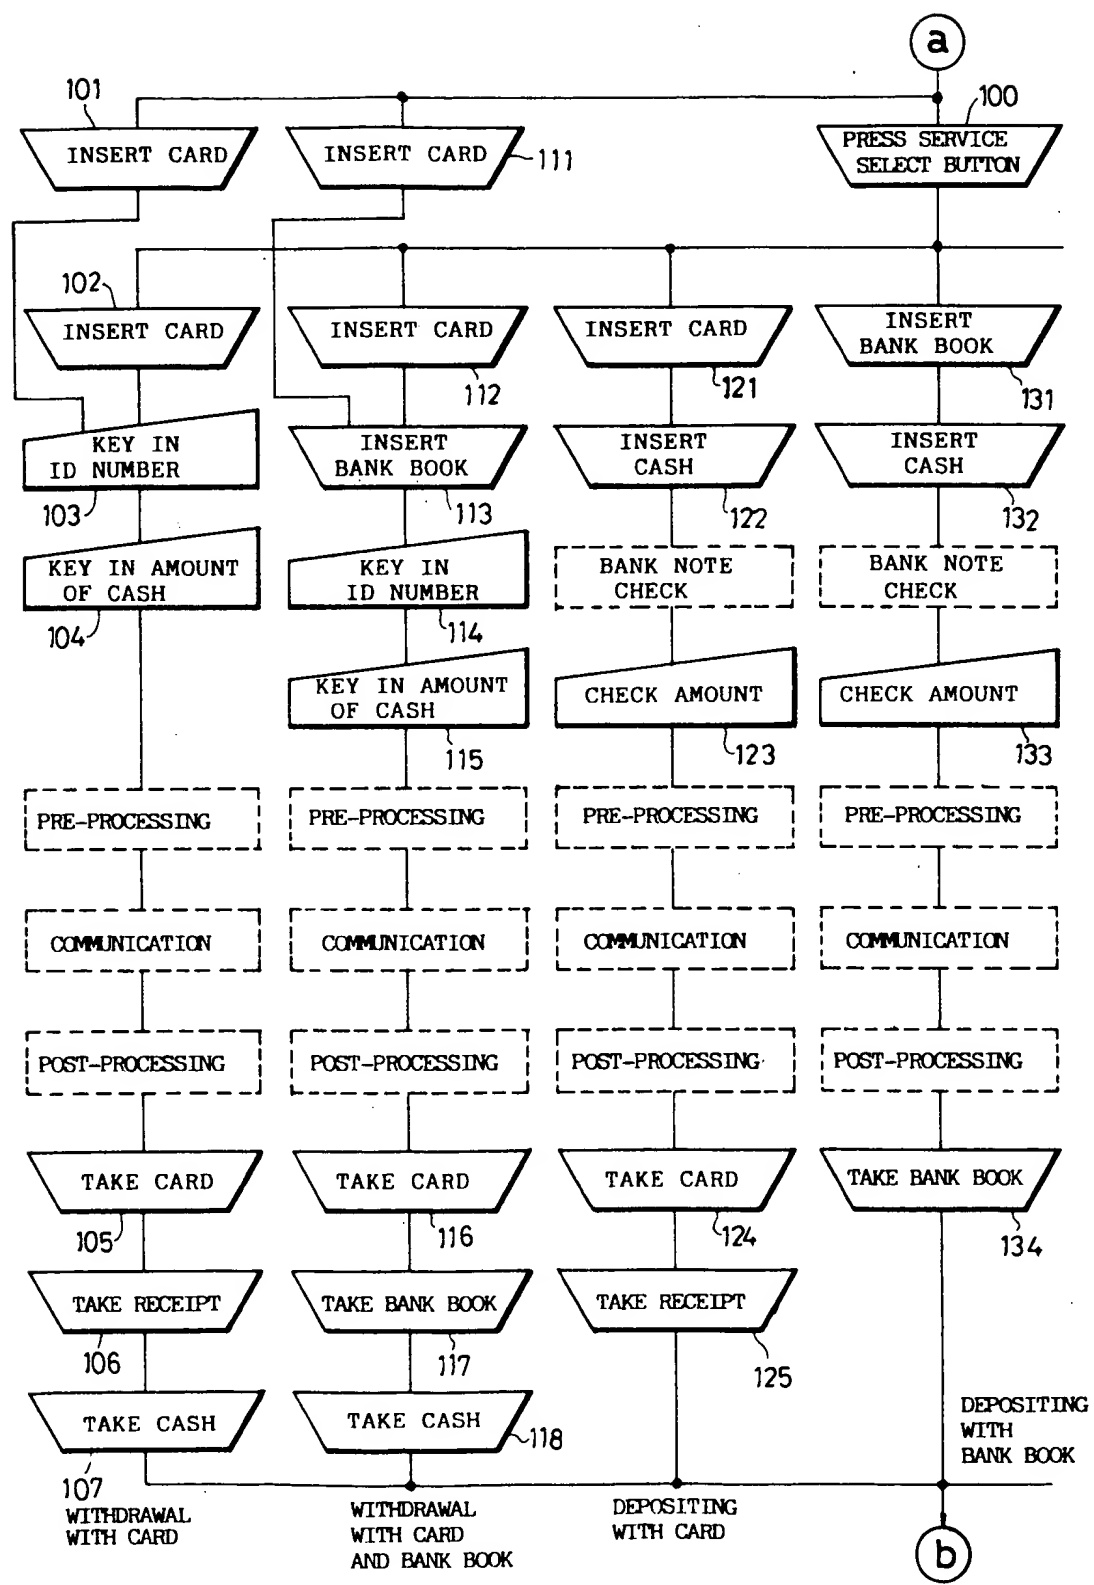 a
101
100
INSERT CARD
INSERT CARD
111
PRESS SERVICE
SELECT BUTTON
102
INSERT CARD
INSERT CARD
112
INSERT CARD
121
INSERT
BANK BOOK
131
KEY IN
ID NUMBER
103
INSERT
BANK BOOK
113
INSERT
CASH
122
INSERT
CASH
132
KEY IN AMOUNT
OF CASH
104
KEY IN
ID NUMBER
114
BANK NOTE
CHECK
BANK NOTE
CHECK
KEY IN AMOUNT
OF CASH
115
CHECK AMOUNT
123
CHECK AMOUNT
133
PRE-PROCESSING
PRE-PROCESSING
PRE-PROCESSING
PRE-PROCESSING
COMMUNICATION
COMMUNICATION
COMMUNICATION
COMMUNICATION
POST-PROCESSING
POST-PROCESSING
POST-PROCESSING
POST-PROCESSING
TAKE CARD
105
TAKE CARD
116
TAKE CARD
124
TAKE BANK BOOK
134
TAKE RECEIPT
106
TAKE BANK BOOK
117
TAKE RECEIPT
125
TAKE CASH
107
TAKE CASH
118
DEPOSITING
WITH
BANK BOOK
WITHDRAWAL
WITH CARD
WITHDRAWAL
WITH CARD
AND BANK BOOK
DEPOSITING
WITH CARD
b